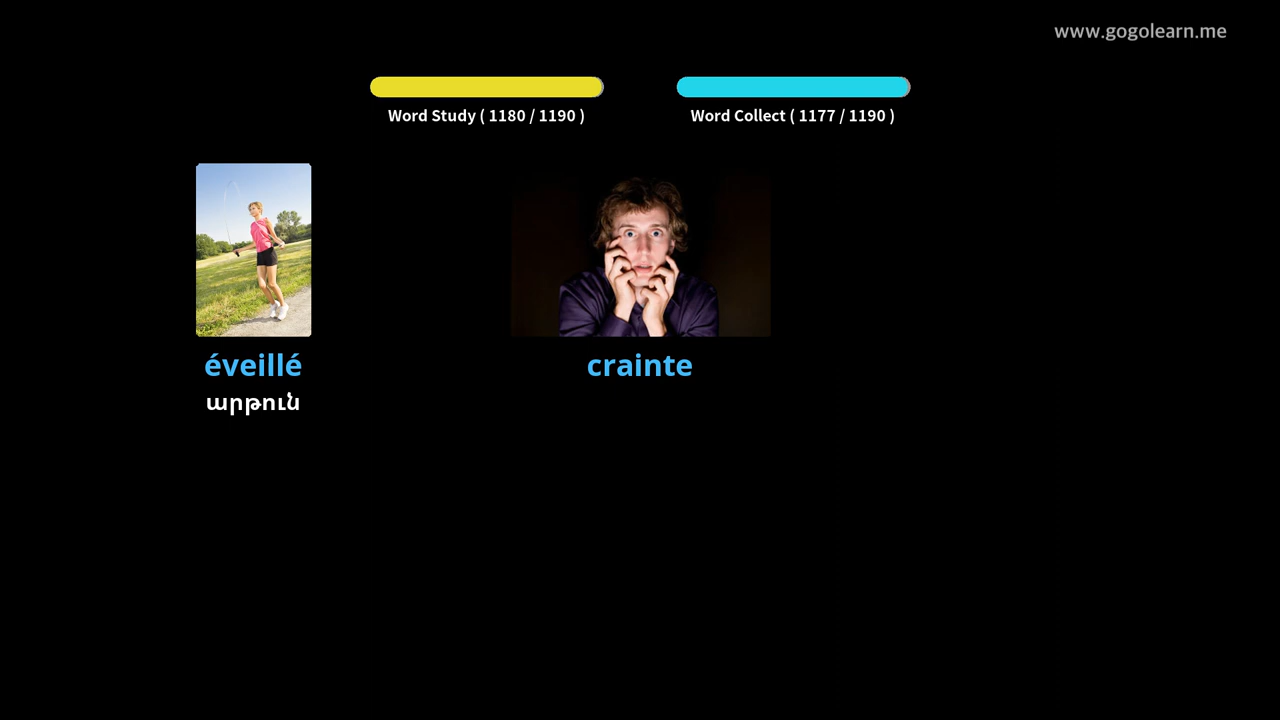 www.gogolearn.me
Word Study ( 1180 / 1190 )
Word Collect ( 1177 / 1190 )
éveillé
crainte
արթուն